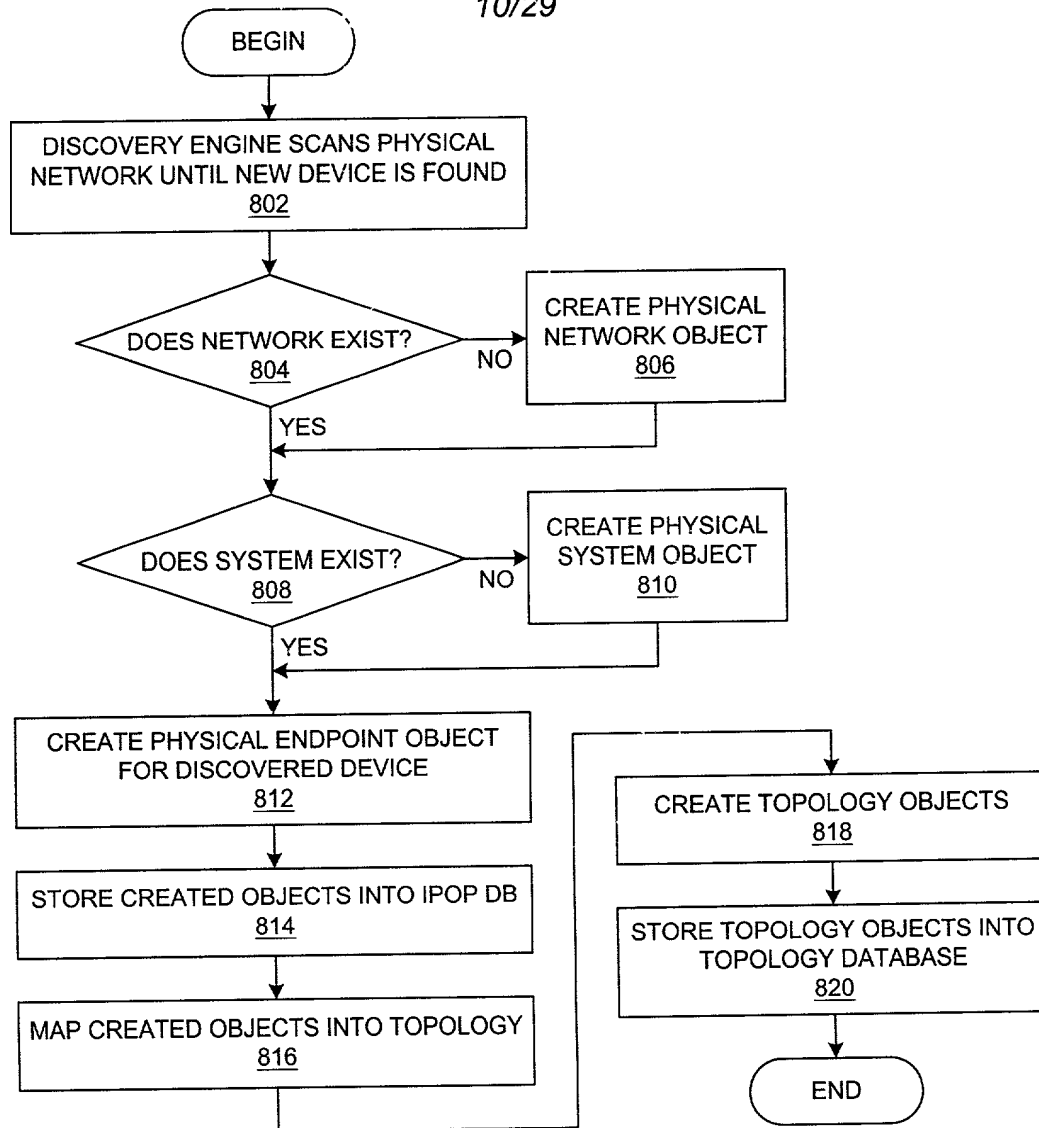 10/29
BEGIN
DISCOVERY ENGINE SCANS PHYSICAL
NETWORK UNTIL NEW DEVICE IS FOUND
802
DOES NETWORK EXIST?
804
NO
CREATE PHYSICAL
NETWORK OBJECT
806
YES
DOES SYSTEM EXIST?
808
NO
CREATE PHYSICAL
SYSTEM OBJECT
810
YES
CREATE PHYSICAL ENDPOINT OBJECT
FOR DISCOVERED DEVICE
812
STORE CREATED OBJECTS INTO IPOP DB
814
MAP CREATED OBJECTS INTO TOPOLOGY
816
CREATE TOPOLOGY OBJECTS
818
STORE TOPOLOGY OBJECTS INTO
TOPOLOGY DATABASE
820
END